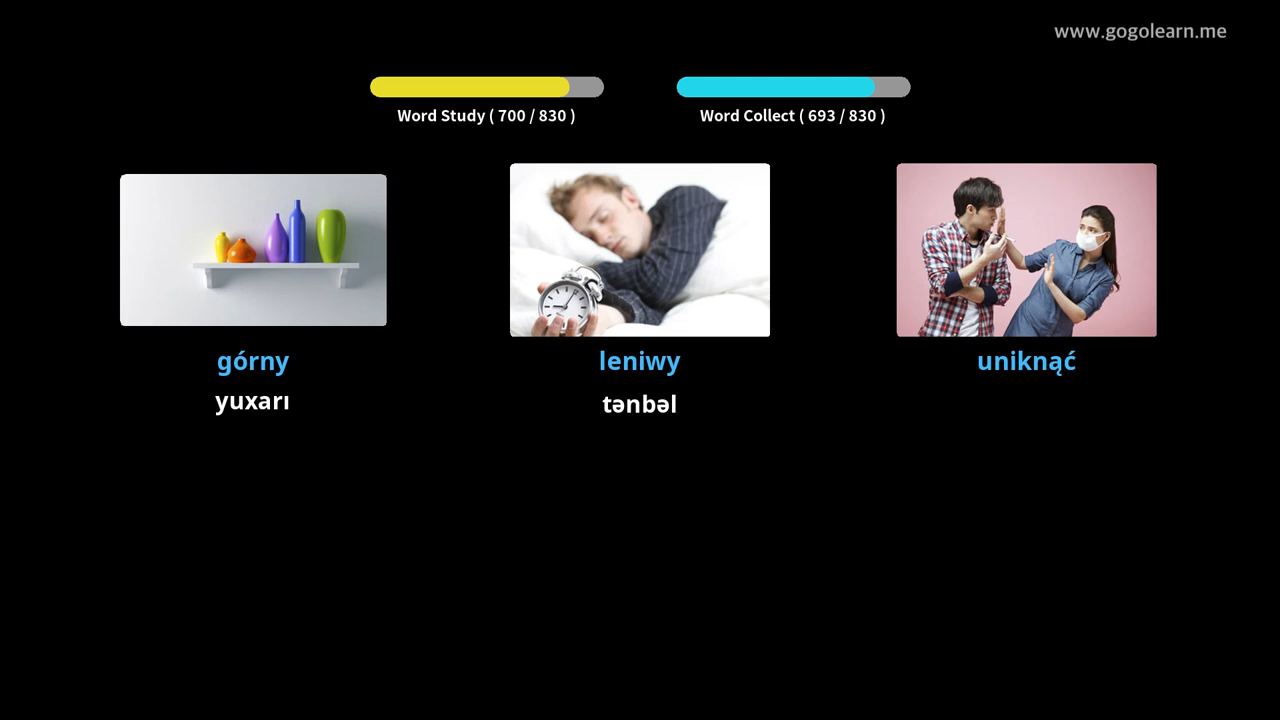 www.gogolearn.me
Word Study ( 700 / 830 )
Word Collect ( 693 / 830 )
górny
leniwy
uniknąć
yuxarı
tənbəl